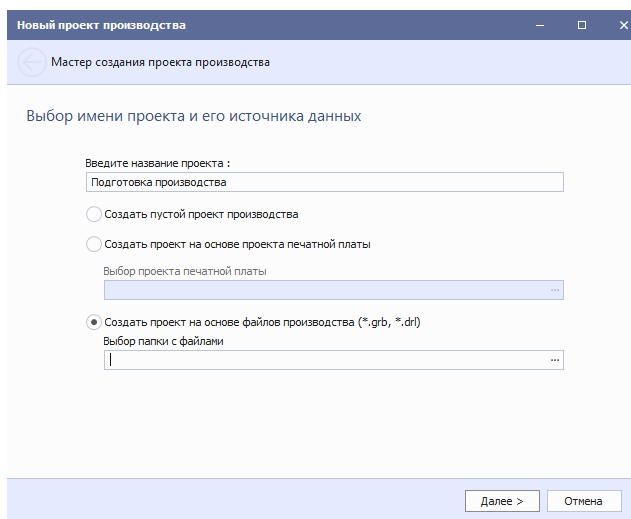 Новый проект производства
Мастер создания проекта производства
Выбор имени проекта и его источника данных
Введите название проекта :
Подготовка производства
Создать пустой проект производства
Создать проект на основе проекта печатной платы
Выбор проекта печатной платы
...
Создать проект на основе файлов производства (*.grb, *.drl)
Выбор папки с файлами
...
Далее > Отмена